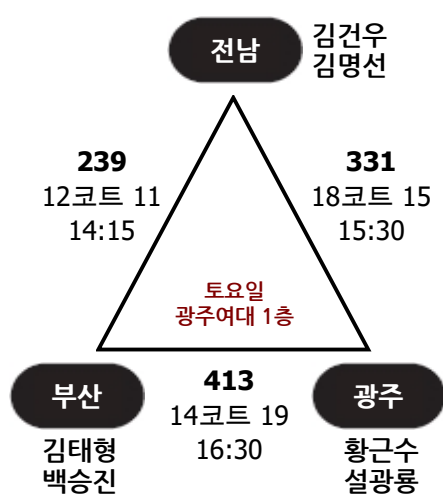 전남
김건우
김명선
239
12코트 11
14:15
331
18코트 15
15:30
토요일
광주여대 1층
부산
김태형
백승진
413
14코트 19
16:30
광주
황근수
설광룡